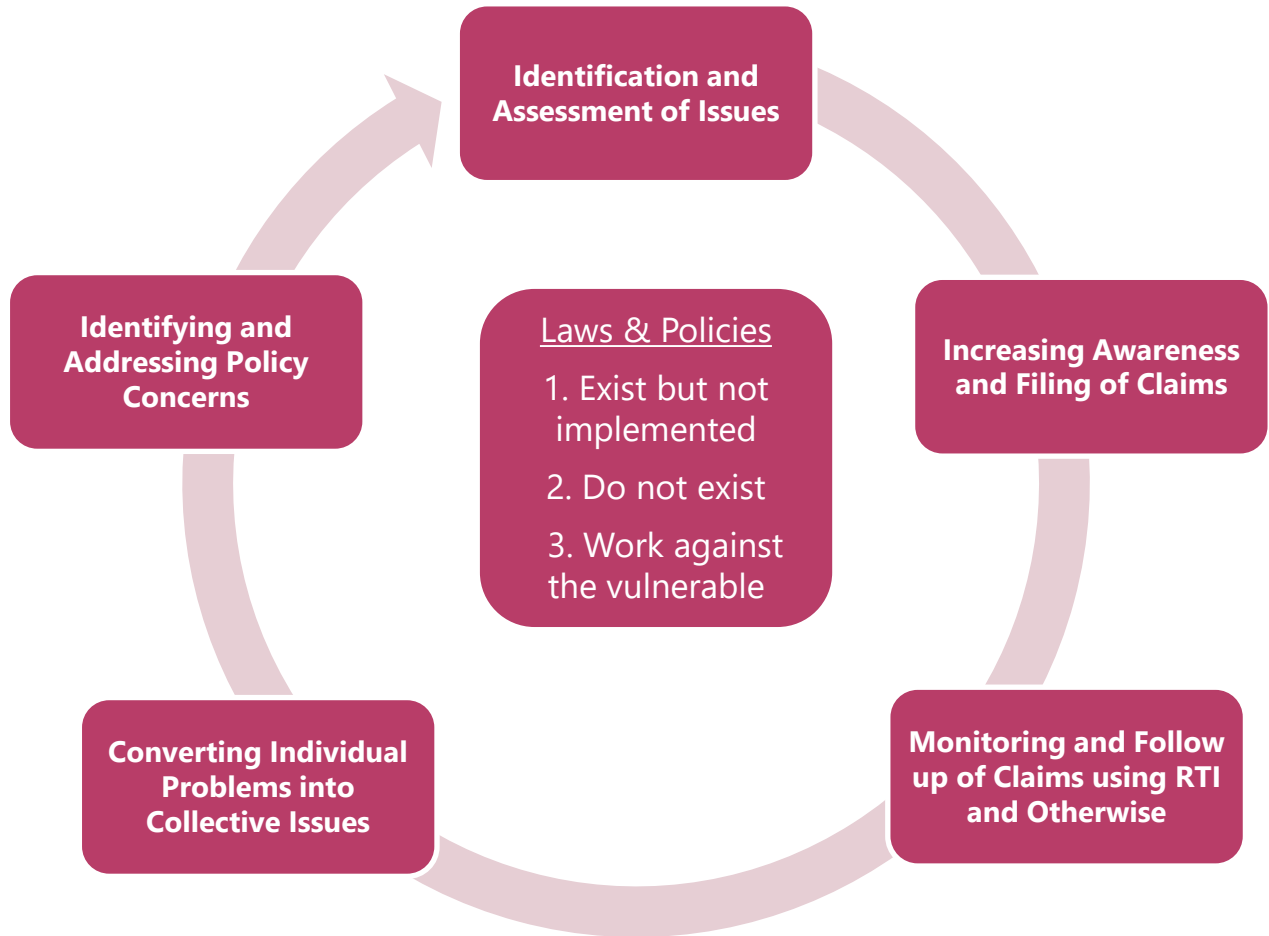 Identification and
Assessment of Issues
Increasing Awareness
and Filing of Claims
Monitoring and Follow
up of Claims using RTI
and Otherwise
Converting Individual
Problems into
Collective Issues
Identifying and
Addressing Policy
Concerns
Laws & Policies
1. Exist but not
implemented
2. Do not exist
3. Work against
the vulnerable